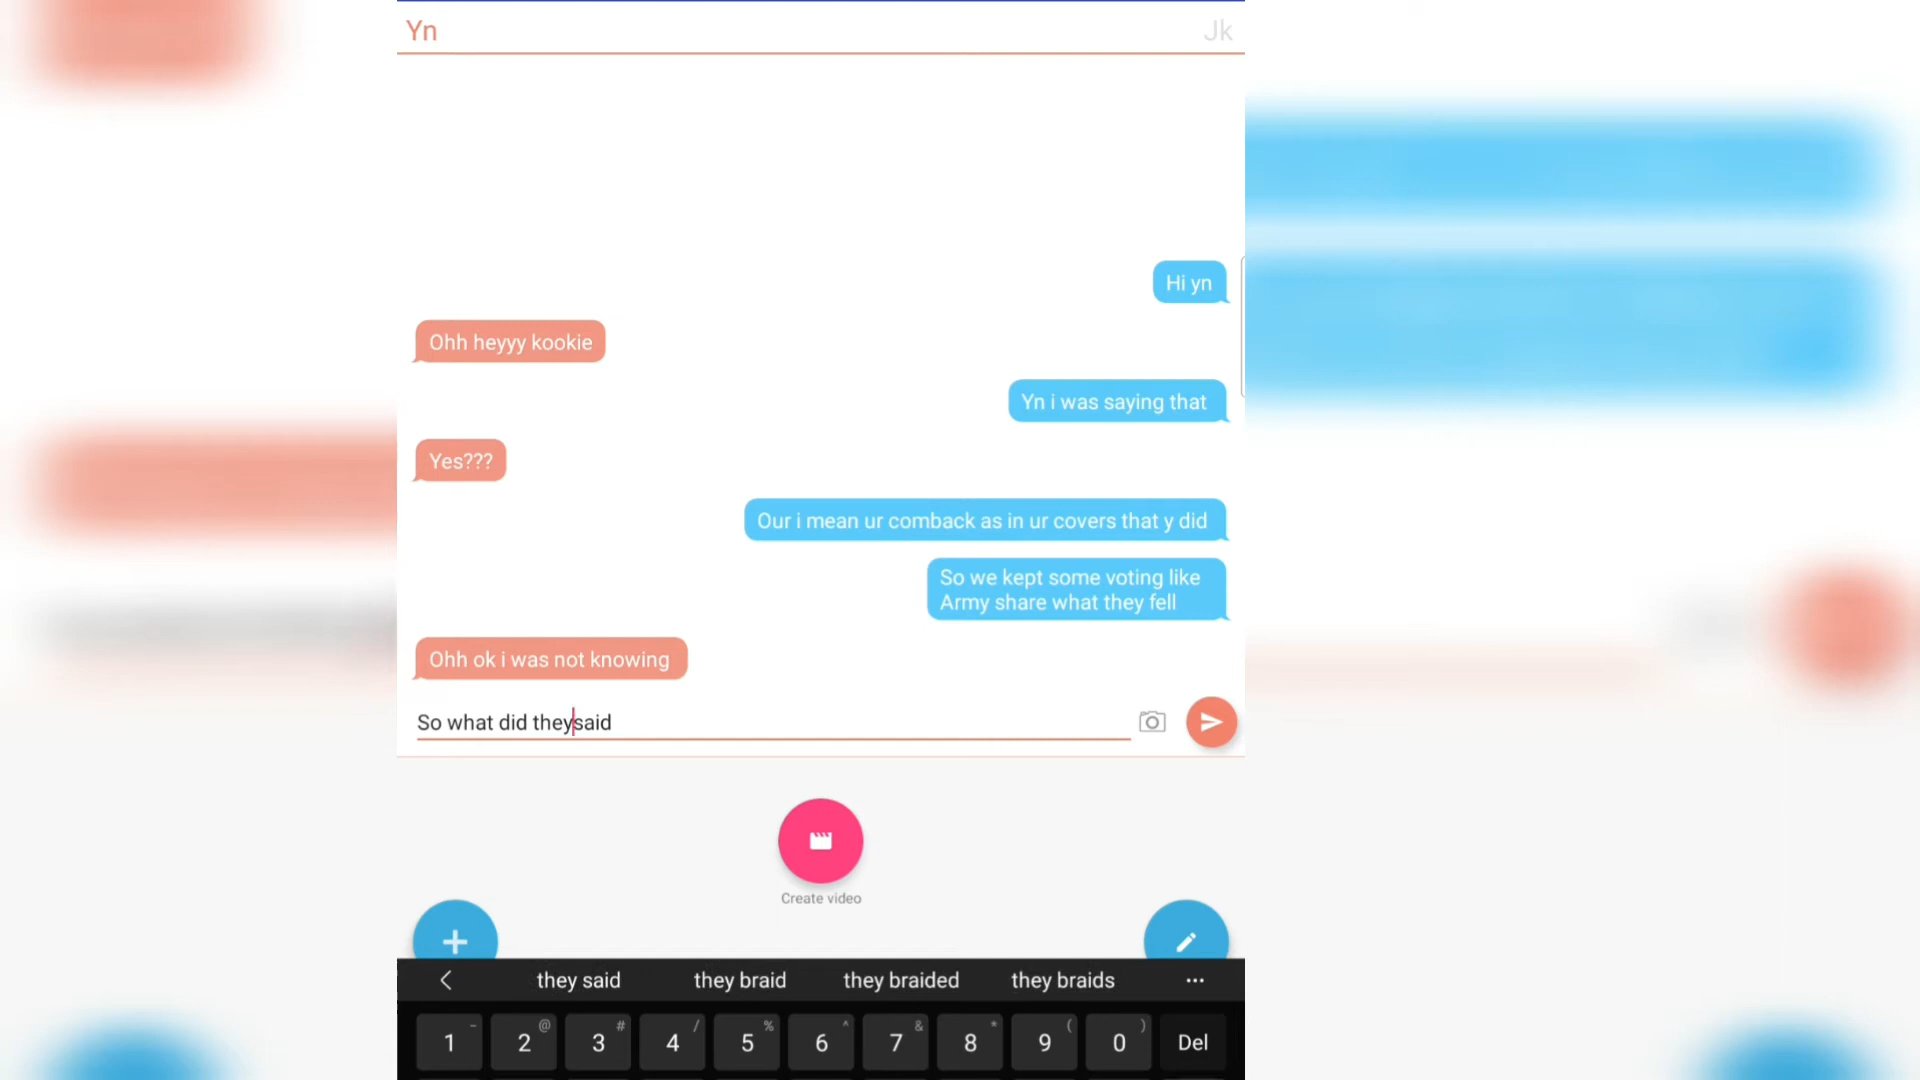 Yn
Jk
Hi yn
Ohh heyyy kookie
Yn i was saying that
Yes???
Our i mean ur comback as in ur covers that y did
So we kept some voting like
Army share what they fell
Ohh ok i was not knowing
So what did theysaid
Create video
they said they braid they braided they braids ...
1 - 2 @ 3 # 4 / 5 % 6 ^ 7 & 8 * 9 ( 0 ) Del